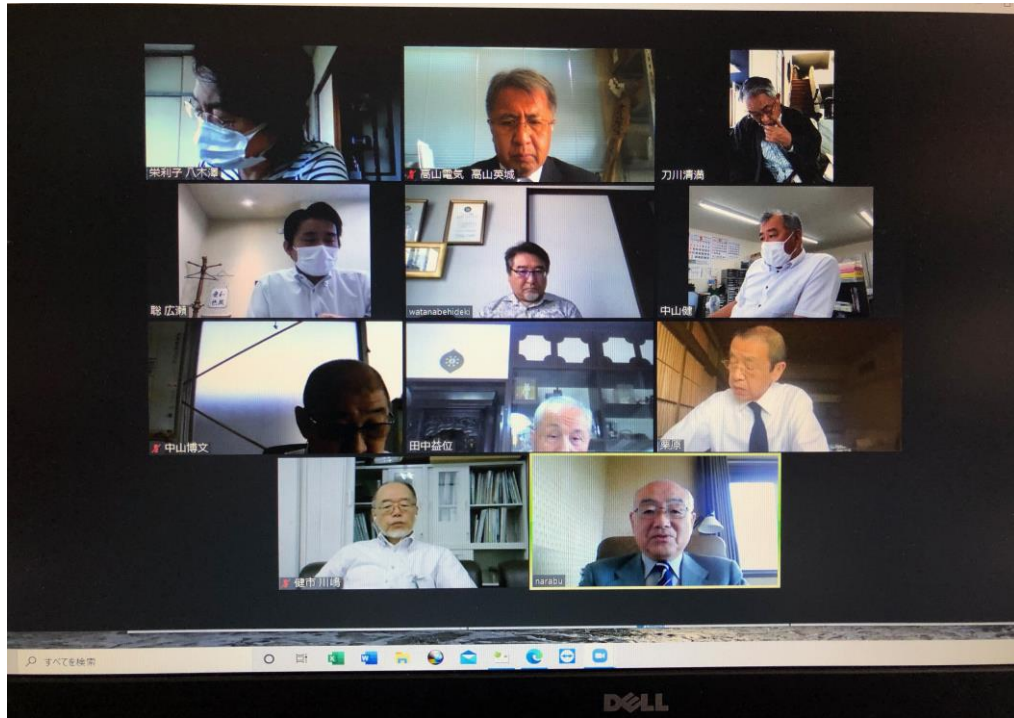 栄利子 八木澤
高山電気 高山英城
刀川清満
聡 広瀬
watanabehideki
中山健
中山博文
田中益位
栗原
健市 川嶋
narabu
すべてを検索
DELL